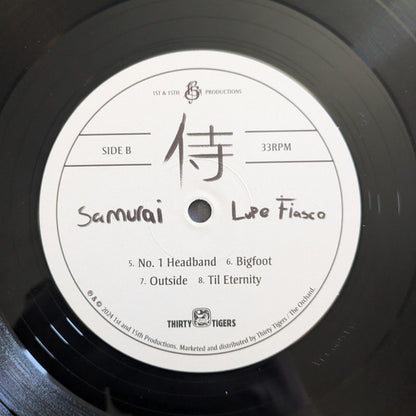 1ST & 15TH PRODUCTIONS
SIDE B 侍 33RPM
Samurai Lupe Fiasco
5. No. 1 Headband 6. Bigfoot
7. Outside 8. Til Eternity
THIRTY TIGERS
℗ & © 2024 1st and 15th Productions. Marketed and distributed by Thirty Tigers / The Orchard.